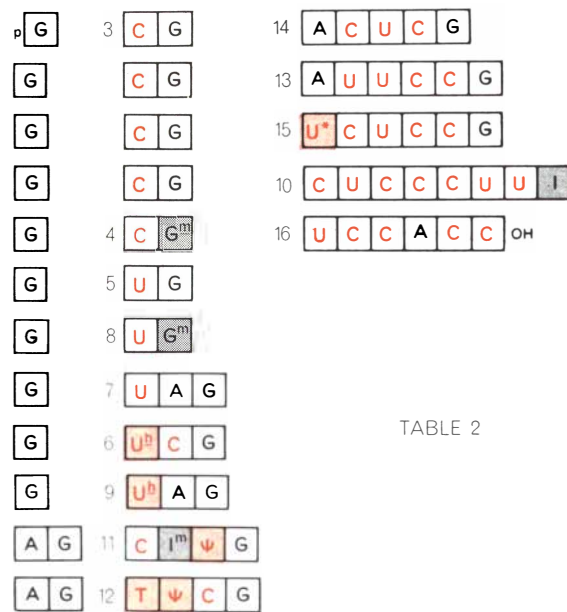 pG 3 CG 14 ACUCG
G CG 13 AUUCCG
G CG 15 U*CUCCG
G CG 10 CUCCCUUI
G 4 CGᵐ 16 UCCACC OH
G 5 UG
G 8 UGᵐ
G 7 UAG
G 6 UʰCG
G 9 UʰAG
AG 11 CIᵐΨG
AG 12 TΨCG
TABLE 2